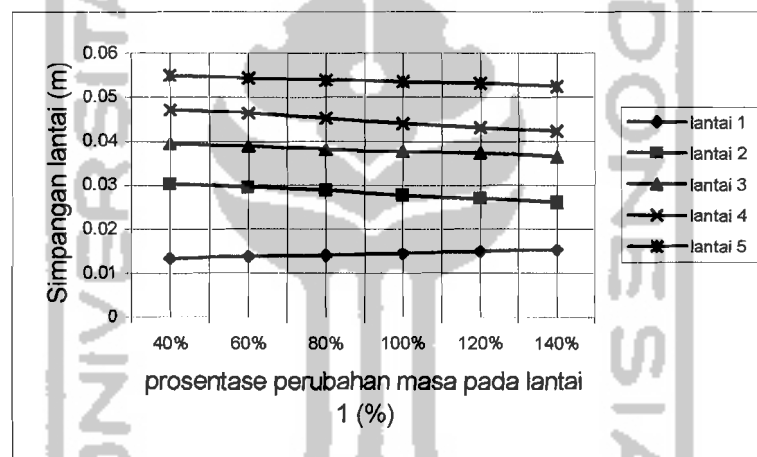 0.06
0.05
0.04
0.03
0.02
0.01
0
Simpangan lantai (m)
40% 60% 80% 100% 120% 140%
prosentase perubahan masa pada lantai
1 (%)
lantai 1
lantai 2
lantai 3
lantai 4
lantai 5